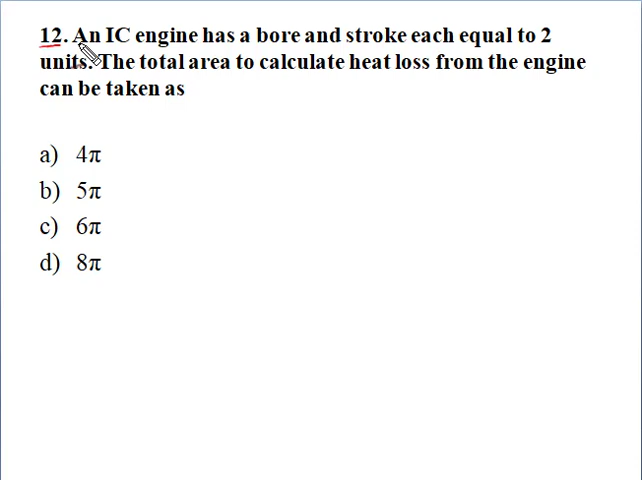 12. An IC engine has a bore and stroke each equal to 2
units. The total area to calculate heat loss from the engine
can be taken as
a) 4π
b) 5π
c) 6π
d) 8π